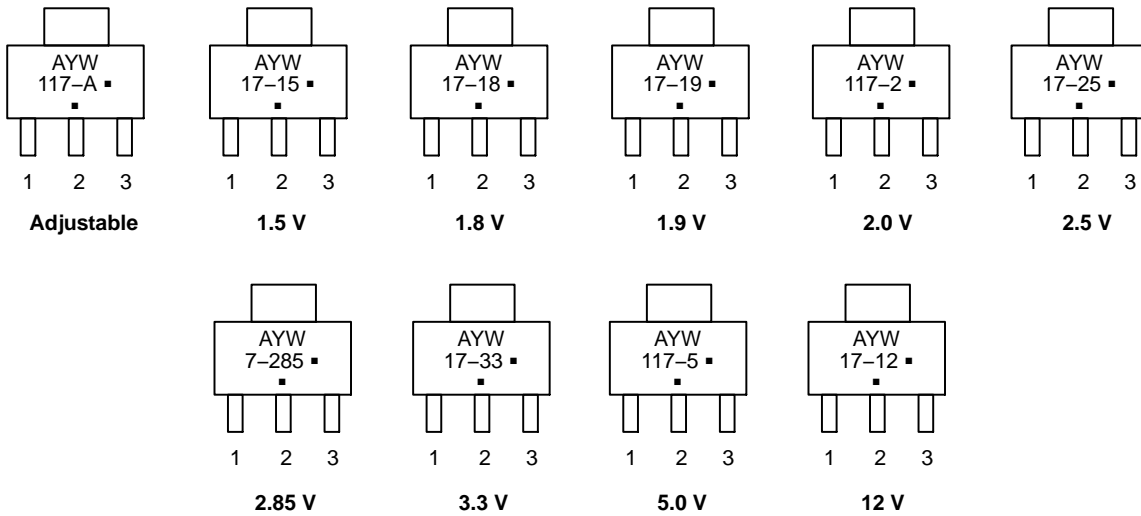 AYW AYW AYW AYW AYW AYW
117–A ▪ 17–15 ▪ 17–18 ▪ 17–19 ▪ 117–2 ▪ 17–25 ▪
1 2 3 1 2 3 1 2 3 1 2 3 1 2 3 1 2 3
Adjustable 1.5 V 1.8 V 1.9 V 2.0 V 2.5 V
AYW AYW AYW AYW
7–285 ▪ 17–33 ▪ 117–5 ▪ 17–12 ▪
1 2 3 1 2 3 1 2 3 1 2 3
2.85 V 3.3 V 5.0 V 12 V